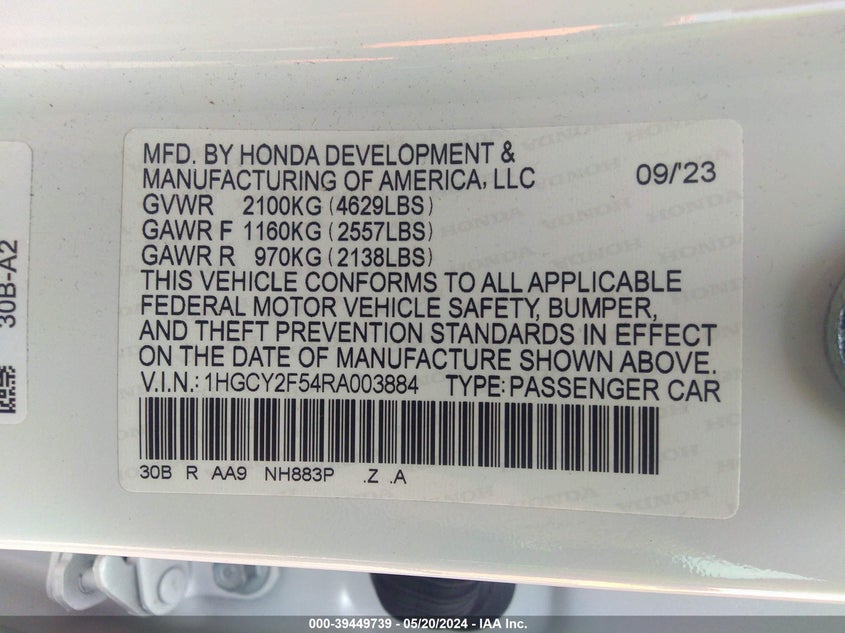 MFD. BY HONDA DEVELOPMENT &
MANUFACTURING OF AMERICA, LLC 09/'23
GVWR 2100KG (4629LBS)
GAWR F 1160KG (2557LBS)
GAWR R 970KG (2138LBS)
THIS VEHICLE CONFORMS TO ALL APPLICABLE
FEDERAL MOTOR VEHICLE SAFETY, BUMPER,
AND THEFT PREVENTION STANDARDS IN EFFECT
ON THE DATE OF MANUFACTURE SHOWN ABOVE.
V.I.N.: 1HGCY2F54RA003884 TYPE: PASSENGER CAR
30B R AA9 NH883P .Z .A
30B-A2
HONDA
000-39449739 - 05/20/2024 - IAA Inc.